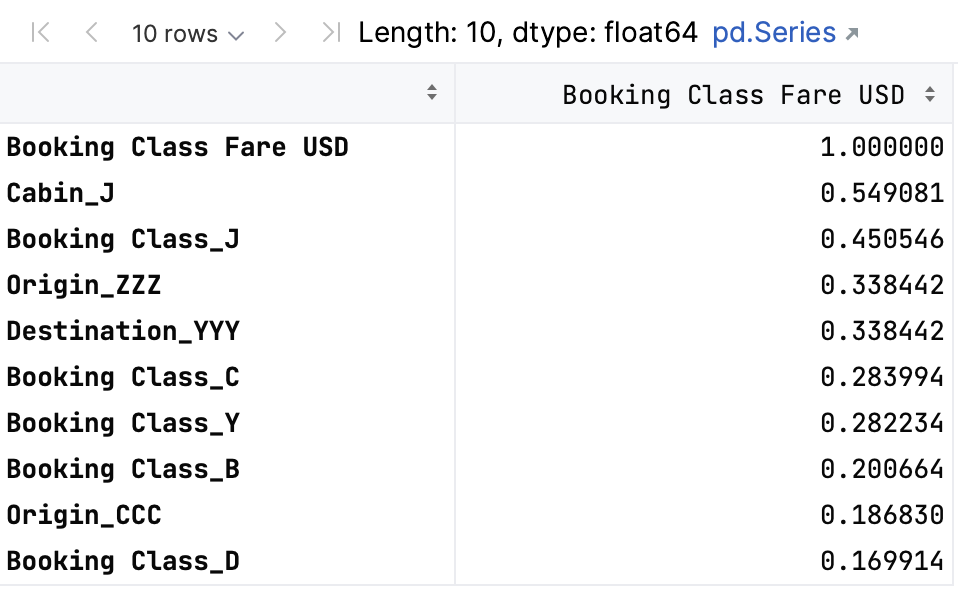 10 rows Length: 10, dtype: float64 pd.Series
Booking Class Fare USD
Booking Class Fare USD 1.000000
Cabin_J 0.549081
Booking Class_J 0.450546
Origin_ZZZ 0.338442
Destination_YYY 0.338442
Booking Class_C 0.283994
Booking Class_Y 0.282234
Booking Class_B 0.200664
Origin_CCC 0.186830
Booking Class_D 0.169914